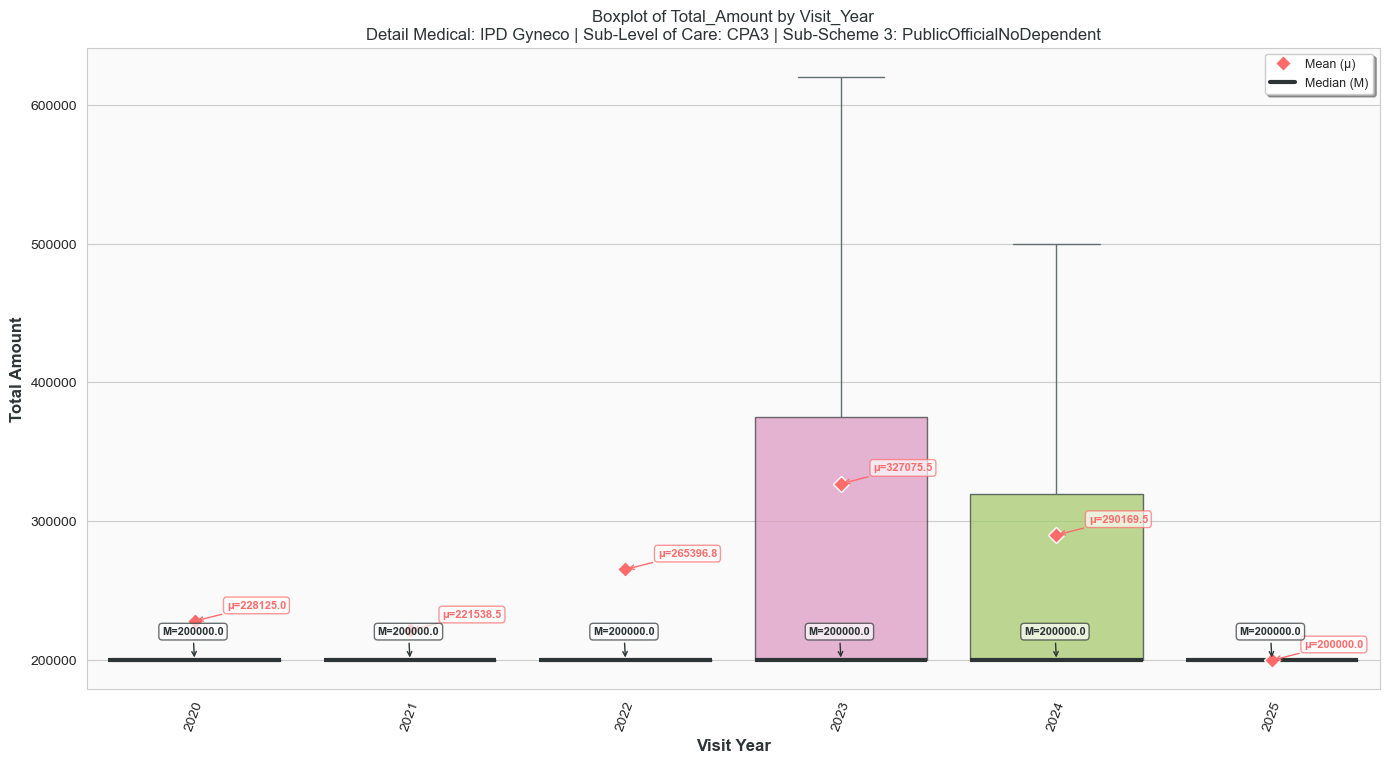 Boxplot of Total_Amount by Visit_Year
Detail Medical: IPD Gyneco | Sub-Level of Care: CPA3 | Sub-Scheme 3: PublicOfficialNoDependent
Mean (μ)
Median (M)
Total Amount
600000
500000
400000
300000
200000
μ=228125.0
M=200000.0
μ=221538.5
M=200000.0
μ=265396.8
M=200000.0
μ=327075.5
M=200000.0
μ=290169.5
M=200000.0
M=200000.0
μ=200000.0
2020
2021
2022
2023
2024
2025
Visit Year